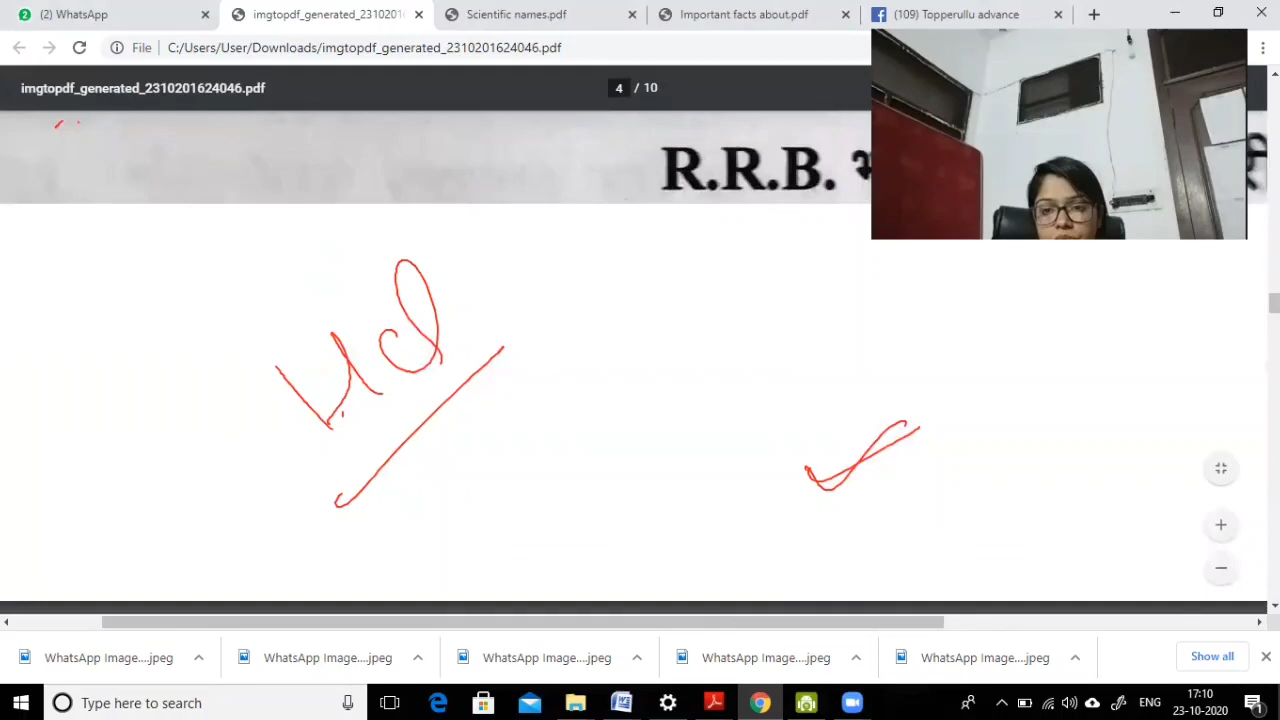 (2) WhatsApp
imgtopdf_generated_2310201
Scientific names.pdf
Important facts about.pdf
(109) Topperullu advance
File
C:/Users/User/Downloads/imgtopdf_generated_2310201624046.pdf
imgtopdf_generated_2310201624046.pdf
4 / 10
R.R.B.
WhatsApp Image....jpeg
WhatsApp Image....jpeg
WhatsApp Image....jpeg
WhatsApp Image....jpeg
WhatsApp Image....jpeg
Show all
Type here to search
ENG
17:10
23-10-2020